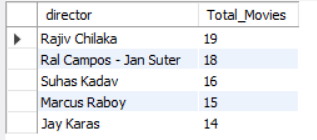 director Total_Movies
Rajiv Chilaka 19
Ral Campos - Jan Suter 18
Suhas Kadav 16
Marcus Raboy 15
Jay Karas 14